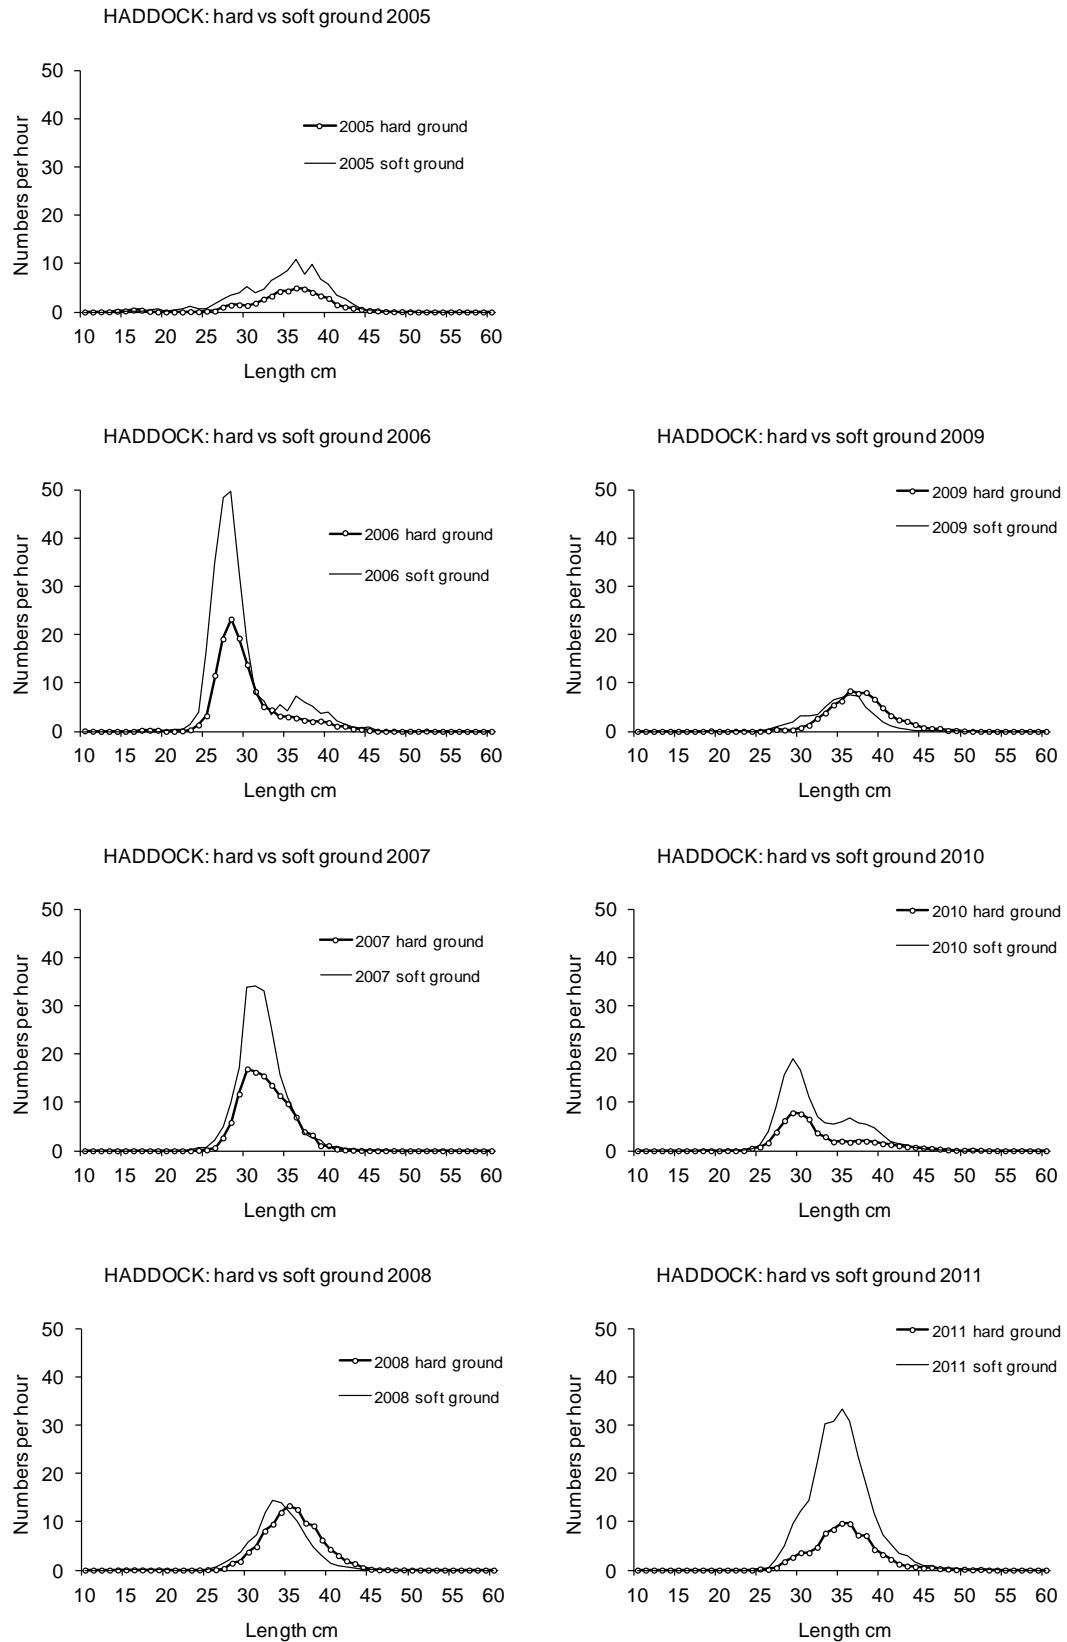 HADDOCK: hard vs soft ground 2005
50
40
30
20
10
0
Numbers per hour
2005 hard ground
2005 soft ground
10 15 20 25 30 35 40 45 50 55 60
Length cm
HADDOCK: hard vs soft ground 2006
50
40
30
20
10
0
Numbers per hour
2006 hard ground
2006 soft ground
10 15 20 25 30 35 40 45 50 55 60
Length cm
HADDOCK: hard vs soft ground 2009
50
40
30
20
10
0
Numbers per hour
2009 hard ground
2009 soft ground
10 15 20 25 30 35 40 45 50 55 60
Length cm
HADDOCK: hard vs soft ground 2007
50
40
30
20
10
0
Numbers per hour
2007 hard ground
2007 soft ground
10 15 20 25 30 35 40 45 50 55 60
Length cm
HADDOCK: hard vs soft ground 2010
50
40
30
20
10
0
Numbers per hour
2010 hard ground
2010 soft ground
10 15 20 25 30 35 40 45 50 55 60
Length cm
HADDOCK: hard vs soft ground 2008
50
40
30
20
10
0
Numbers per hour
2008 hard ground
2008 soft ground
10 15 20 25 30 35 40 45 50 55 60
Length cm
HADDOCK: hard vs soft ground 2011
50
40
30
20
10
0
Numbers per hour
2011 hard ground
2011 soft ground
10 15 20 25 30 35 40 45 50 55 60
Length cm